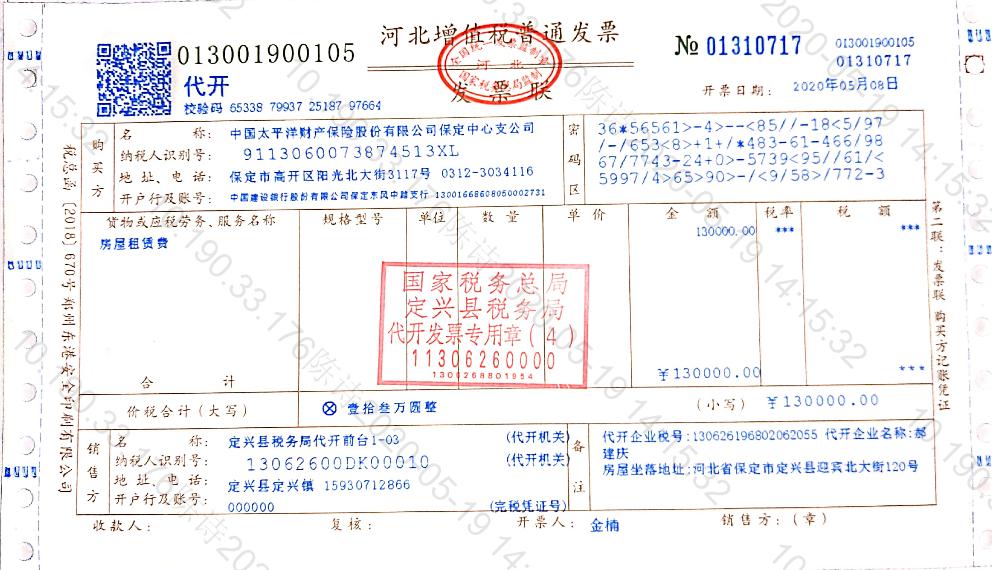 河北增值税普通发票
发票联
全国统一发票监制章
河北
国家税务总局监制
013001900105
代开
校验码 65338 79937 25187 97664
№ 01310717
013001900105
01310717
开票日期: 2020年05月08日
购买方
名 称: 中国太平洋财产保险股份有限公司保定中心支公司
纳税人识别号: 9113060073874513XL
地址、电话: 保定市高开区阳光北大街3117号 0312-3034116
开户行及账号: 中国建设银行股份有限公司保定东风中路支行 13001668608050002731
密码区
36*56561>-4>--<85//-18<5/97
/-/653<8>+1+/*483-61-466/98
67/7743-24+0>-5739<95//61/<
5997/4>65>90>-/<9/58>/772-3
货物或应税劳务、服务名称 规格型号 单位 数量 单价 金额 税率 税额
房屋租赁费 130000.00 *** ***
国家税务总局
定兴县税务局
代开发票专用章(4)
11306260000
1306268801954
合计 ¥130000.00 ***
价税合计(大写) ⊗ 壹拾叁万圆整 (小写) ¥130000.00
销售方
名 称: 定兴县税务局代开前台1-03 (代开机关)
纳税人识别号: 13062600DK00010 (代开机关)
地址、电话: 定兴县定兴镇 15930712866
开户行及账号: 000000 (完税凭证号)
备注
代开企业税号:130626196802062055 代开企业名称:郝
建庆
房屋坐落地址:河北省保定市定兴县迎宾北大街120号
收款人: 复核: 开票人: 金楠 销售方:(章)
税总函〔2018〕670号郑州东港安全印刷有限公司
第二联:发票联 购买方记账凭证
10.190.33.176陈诗2020-05-19 14:15:32